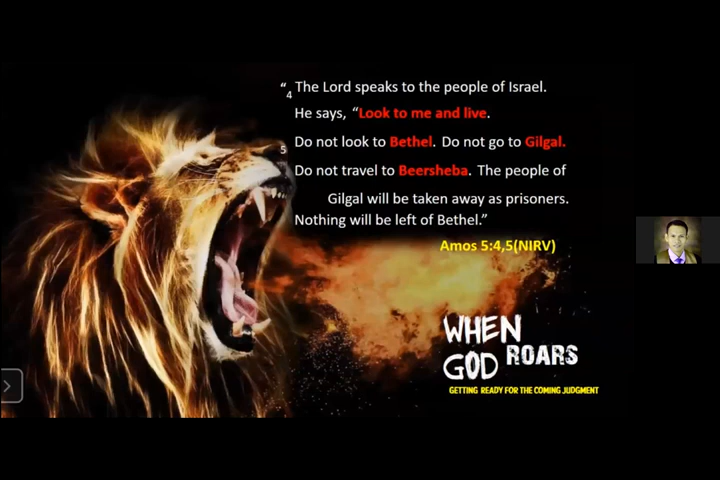 “4 The Lord speaks to the people of Israel.
He says, “Look to me and live.
5 Do not look to Bethel. Do not go to Gilgal.
Do not travel to Beersheba. The people of
Gilgal will be taken away as prisoners.
Nothing will be left of Bethel.”
Amos 5:4,5(NIRV)
WHEN
GOD ROARS
GETTING READY FOR THE COMING JUDGMENT